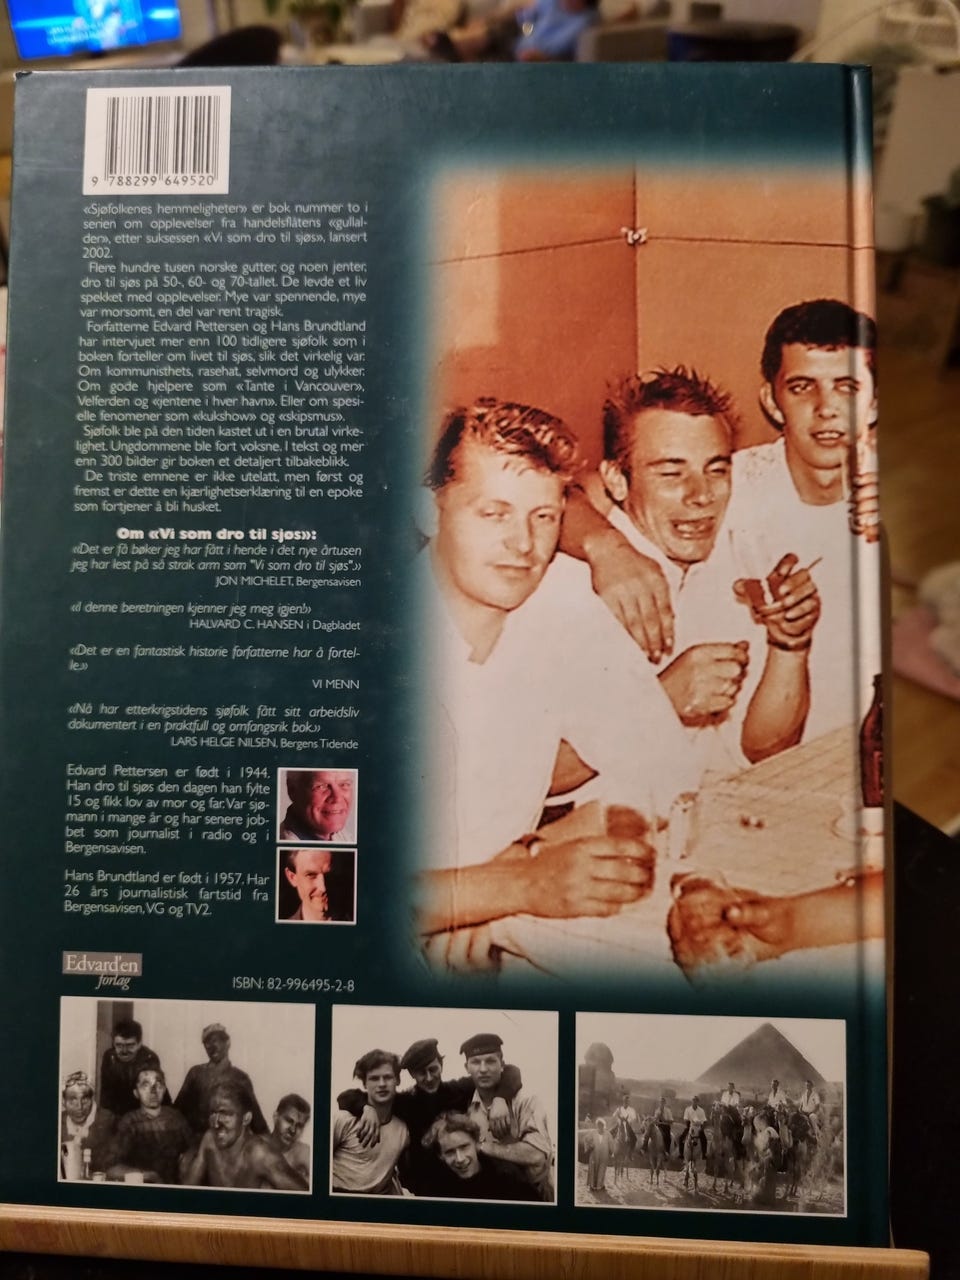 9 788299 649520
«Sjøfolkenes hemmeligheter» er bok nummer to i
serien om opplevelser fra handelsflåtens «gullal-
der», etter suksessen «Vi som dro til sjøs», lansert
2002.
Flere hundre tusen norske gutter, og noen jenter,
dro til sjøs på 50-, 60- og 70-tallet. De levde et liv
spekket med opplevelser. Mye var spennende, mye
var morsomt, en del var rent tragisk.
Forfatterne Edvard Pettersen og Hans Brundtland
har intervjuet mer enn 100 tidligere sjøfolk som i
boken forteller om livet til sjøs, slik det virkelig var.
Om kommunisthets, rasehat, selvmord og ulykker.
Om gode hjelpere som «Tante i Vancouver»,
Velferden og «jentene i hver havn». Eller om spesi-
elle fenomener som «kukshow» og «skipsmus».
Sjøfolk ble på den tiden kastet ut i en brutal virke-
lighet. Ungdommene ble fort voksne. I tekst og mer
enn 300 bilder gir boken et detaljert tilbakeblikk.
De triste emnene er ikke utelatt, men først og
fremst er dette en kjærlighetserklæring til en epoke
som fortjener å bli husket.
Om «Vi som dro til sjøs»:
«Det er få bøker jeg har fått i hende i det nye årtusen
jeg har lest på så strak arm som "Vi som dro til sjøs".»
JON MICHELET, Bergensavisen
«I denne beretningen kjenner jeg meg igjen!»
HALVARD C. HANSEN i Dagbladet
«Det er en fantastisk historie forfatterne har å fortel-
le.»
VI MENN
«Nå har etterkrigstidens sjøfolk fått sitt arbeidsliv
dokumentert i en praktfull og omfangsrik bok.»
LARS HELGE NILSEN, Bergens Tidende
Edvard Pettersen er født i 1944.
Han dro til sjøs den dagen han fylte
15 og fikk lov av mor og far. Var sjø-
mann i mange år og har senere job-
bet som journalist i radio og i
Bergensavisen.
Hans Brundtland er født i 1957. Har
26 års journalistisk fartstid fra
Bergensavisen, VG og TV2.
Edvard'en
forlag
ISBN: 82-996495-2-8